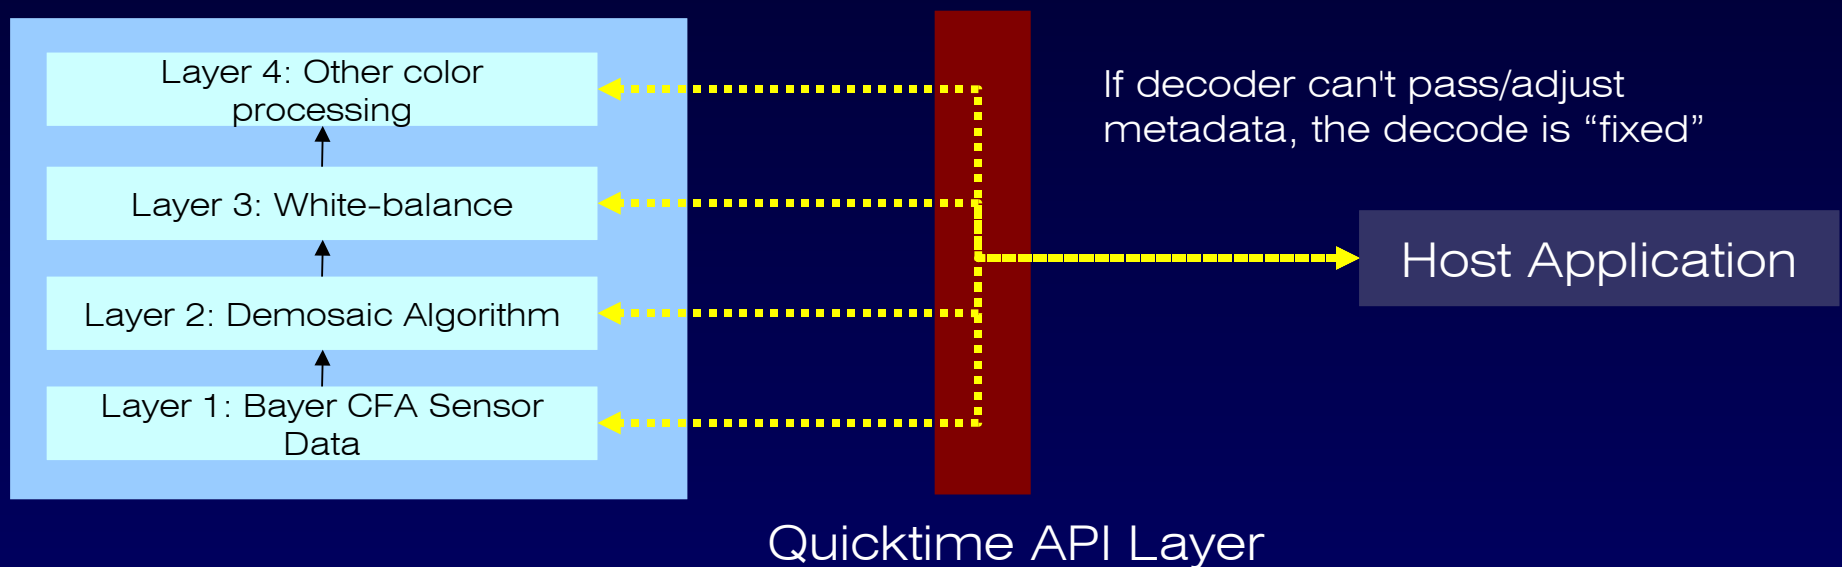 Layer 4: Other color
processing
Layer 3: White-balance
Layer 2: Demosaic Algorithm
Layer 1: Bayer CFA Sensor
Data
If decoder can't pass/adjust
metadata, the decode is “fixed”
Host Application
Quicktime API Layer